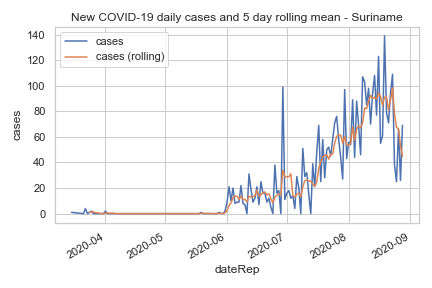 New COVID-19 daily cases and 5 day rolling mean - Suriname
cases
cases (rolling)
140
120
100
80
60
40
20
0
cases
2020-04
2020-05
2020-06
2020-07
2020-08
2020-09
dateRep